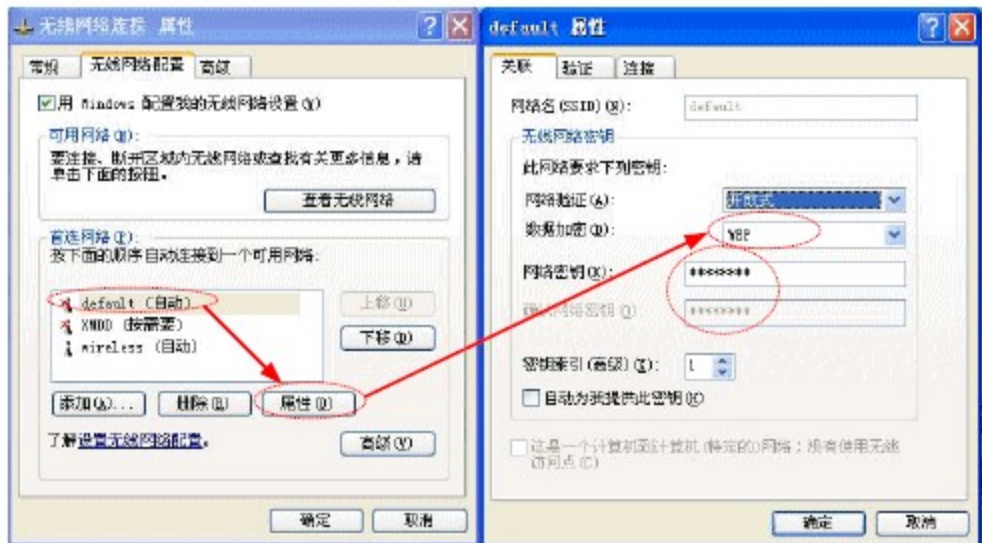 无线网络连接 属性
常规 无线网络配置 高级
用 Windows 配置我的无线网络设置(W)
可用网络(N):
要连接、断开区域内无线网络或查找有关更多信息，请
单击下面的按钮。
查看无线网络
首选网络(P):
按下面的顺序自动连接到一个可用网络:
default (自动)
XMDD (按需要)
wireless (自动)
上移(U)
下移(D)
添加(A)... 删除(R) 属性(O)
了解设置无线网络配置。
高级(V)
确定 取消
default 属性
关联 验证 连接
网络名(SSID)(N): default
无线网络密钥
此网络要求下列密钥:
网络验证(A): 开放式
数据加密(D): WEP
网络密钥(K): ********
确认网络密钥(O) ********
密钥索引(高级)(X): 1
自动为我提供此密钥(H)
这是一个计算机到计算机(特定的)网络；没有使用无线
访问点(C)
确定 取消